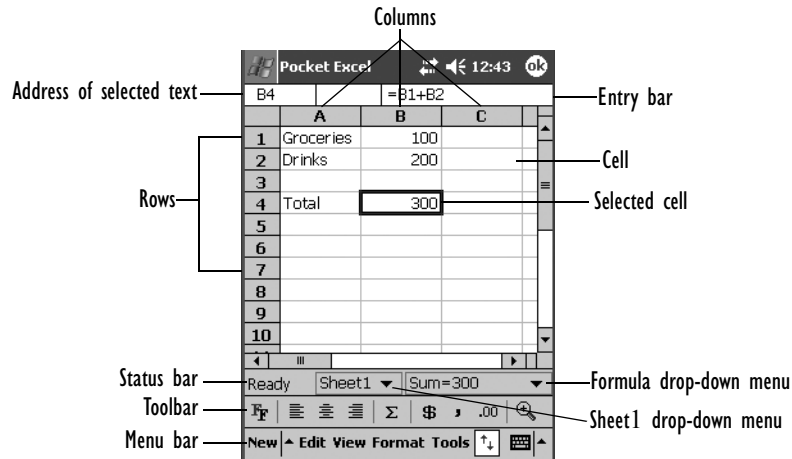 Columns
Pocket Excel 12:43 ok
Address of selected text
B4 =B1+B2
Entry bar
A B C
1 Groceries 100
2 Drinks 200
Cell
3
Rows
4 Total 300
Selected cell
5
6
7
8
9
10
Status bar
Ready Sheet1 Sum=300
Formula drop-down menu
Toolbar
FF Σ $ , .00
Sheet1 drop-down menu
Menu bar
New Edit View Format Tools